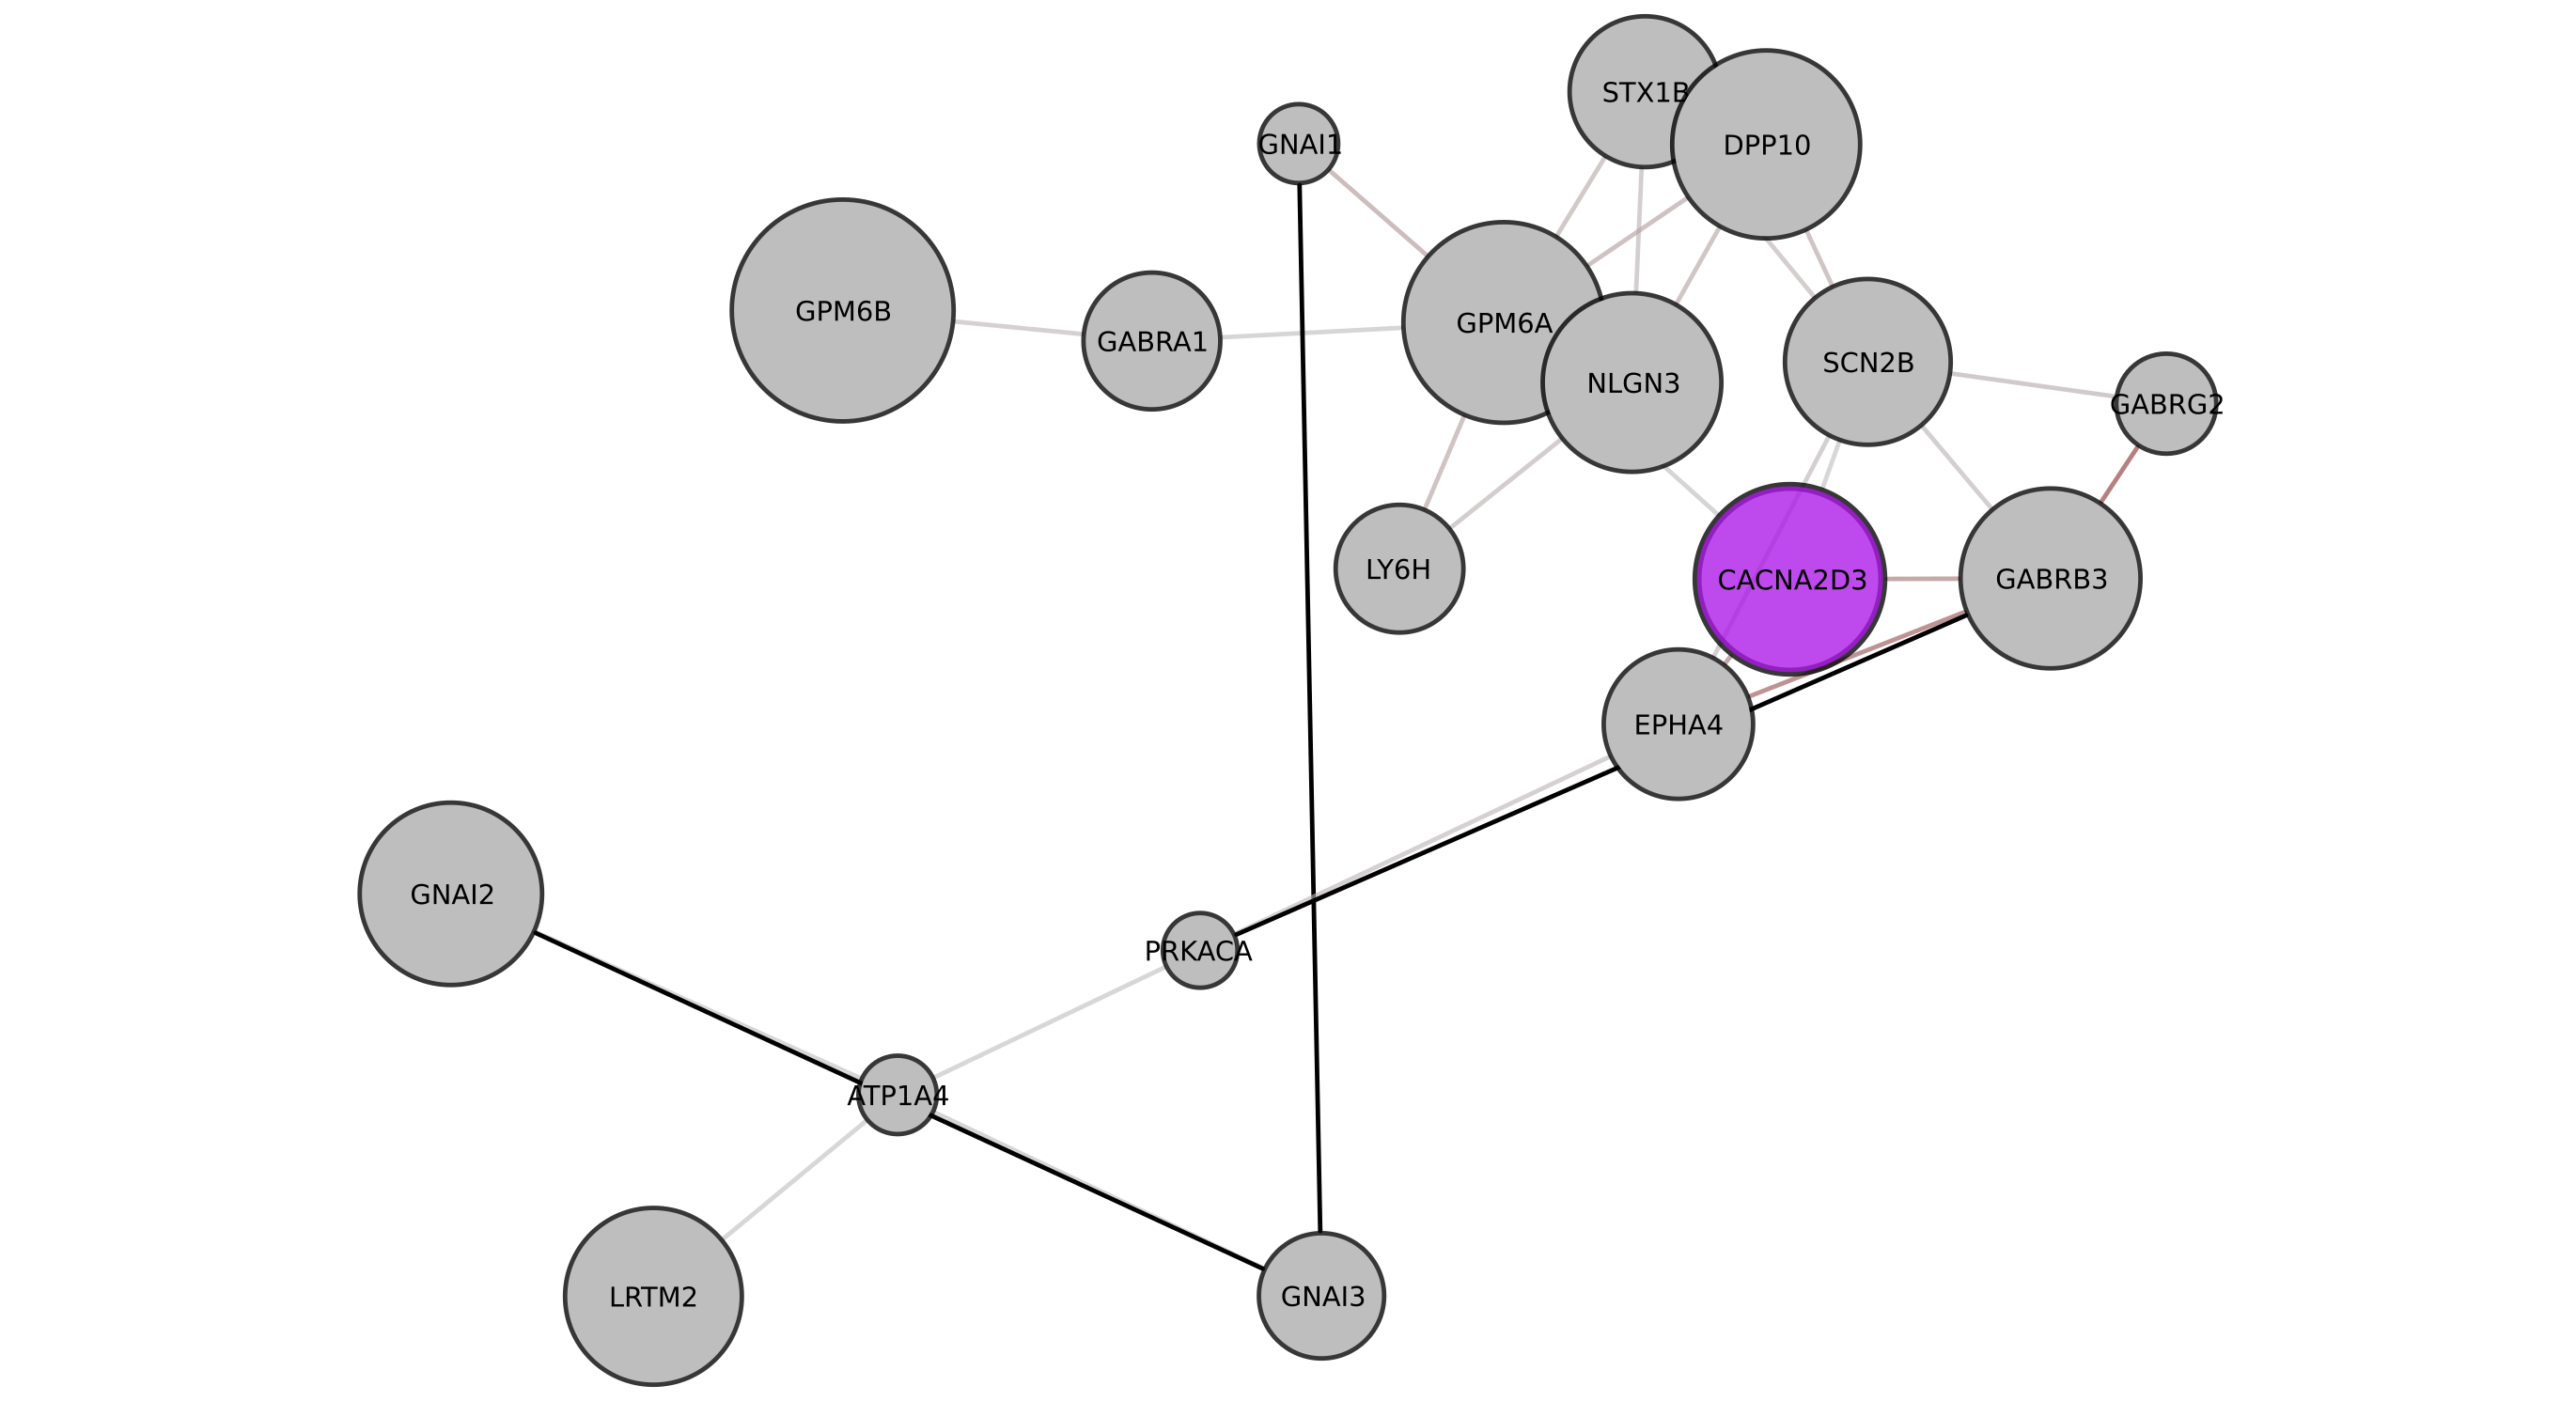 STX1B
GNAI1
DPP10
GPM6B
GABRA1
GPM6A
NLGN3
SCN2B
GABRG2
LY6H
CACNA2D3
GABRB3
EPHA4
GNAI2
PRKACA
ATP1A4
LRTM2
GNAI3